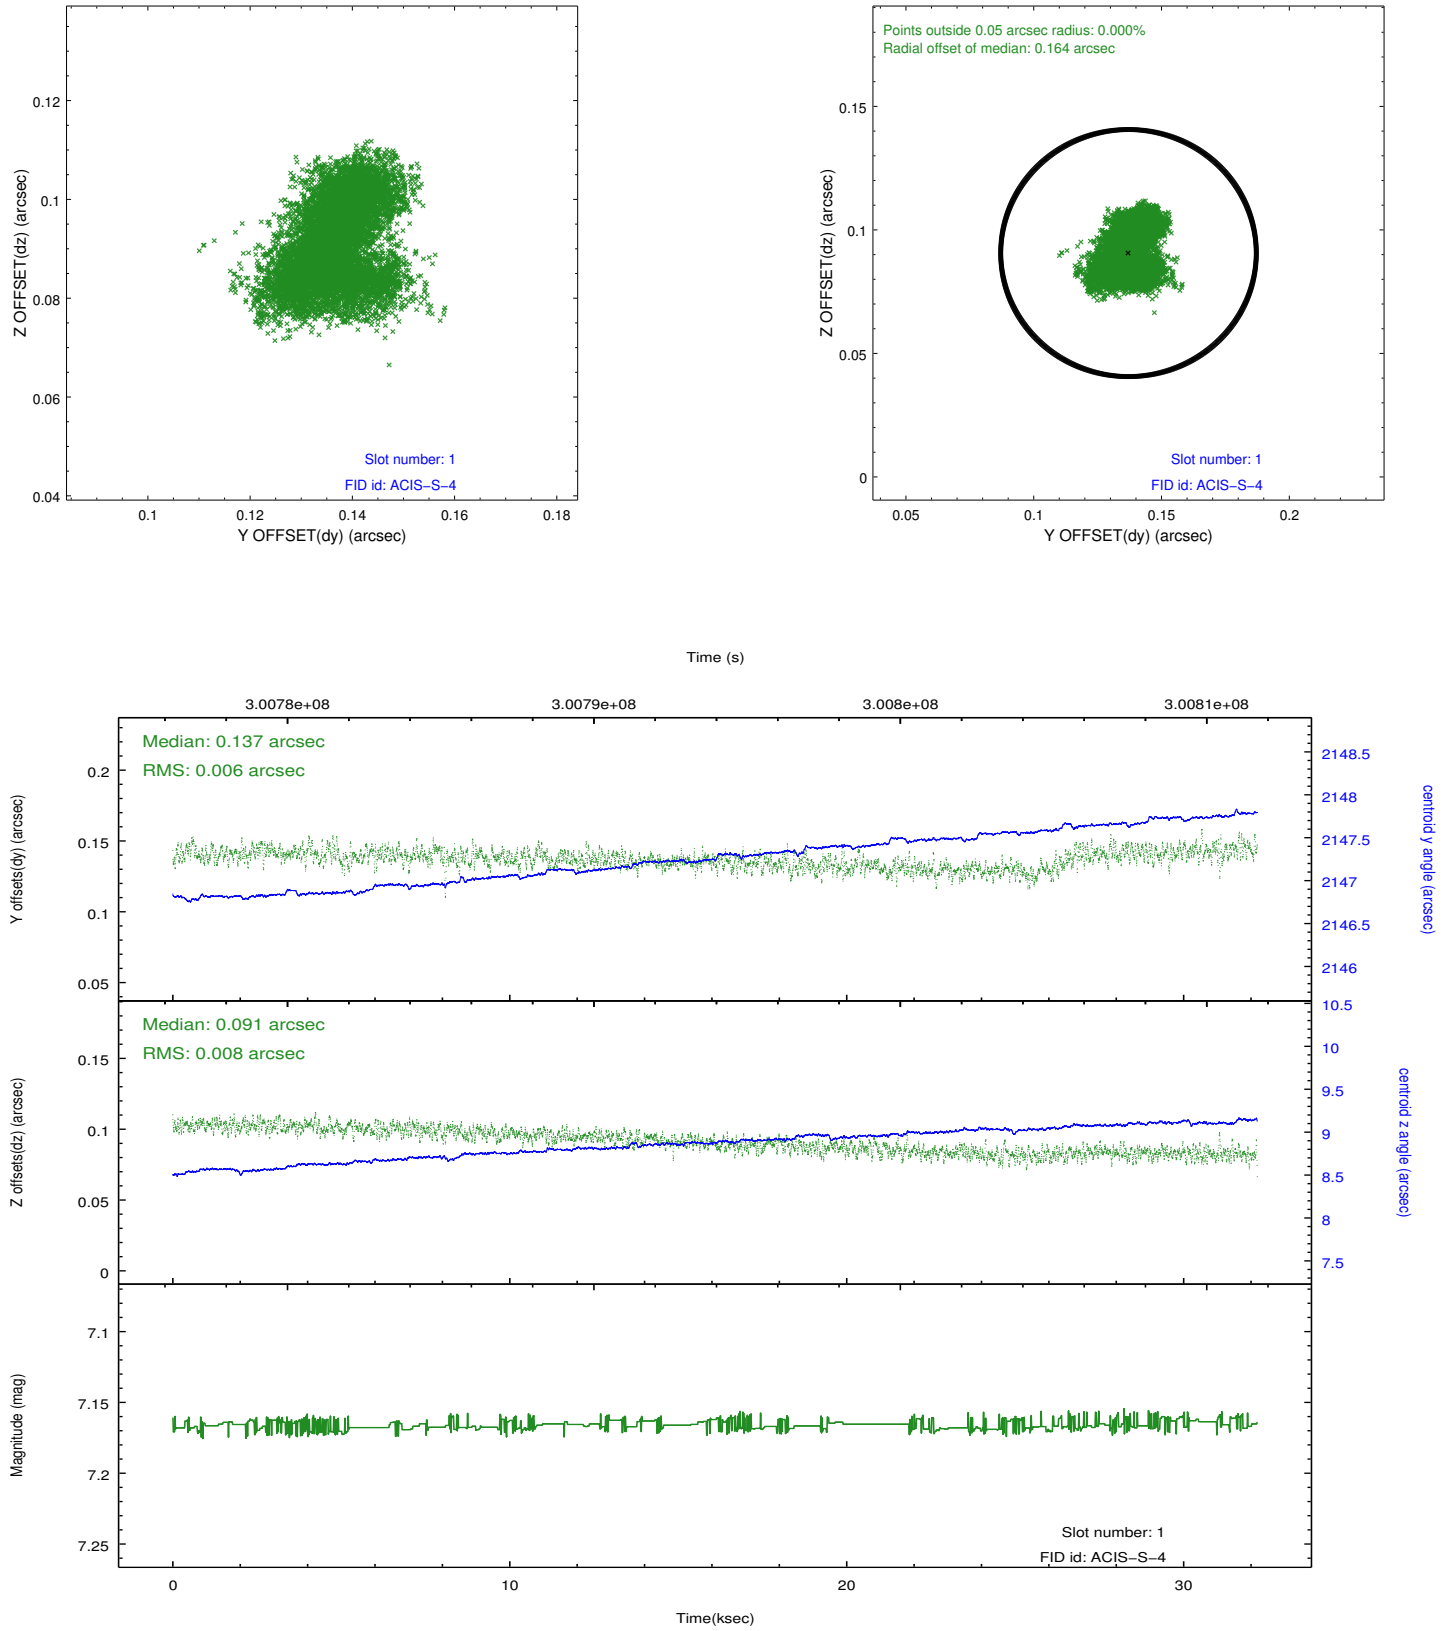 0.12
0.1
0.08
0.06
0.04
Z OFFSET(dz) (arcsec)
Slot number: 1
FID id: ACIS−S−4
0.1 0.12 0.14 0.16 0.18
Y OFFSET(dy) (arcsec)
Points outside 0.05 arcsec radius: 0.000%
Radial offset of median: 0.164 arcsec
0.15
0.1
0.05
0
Z OFFSET(dz) (arcsec)
Slot number: 1
FID id: ACIS−S−4
0.05 0.1 0.15 0.2
Y OFFSET(dy) (arcsec)
Time (s)
3.0078e+08 3.0079e+08 3.008e+08 3.0081e+08
Median: 0.137 arcsec
RMS: 0.006 arcsec
0.2
0.15
0.1
0.05
Y offsets(dy) (arcsec)
2148.5
2148
2147.5
2147
2146.5
2146
centroid y angle (arcsec)
Median: 0.091 arcsec
RMS: 0.008 arcsec
0.15
0.1
0.05
0
Z offsets(dz) (arcsec)
10.5
10
9.5
9
8.5
8
7.5
centroid z angle (arcsec)
7.1
7.15
7.2
7.25
Magnitude (mag)
Slot number: 1
FID id: ACIS−S−4
0 10 20 30
Time(ksec)